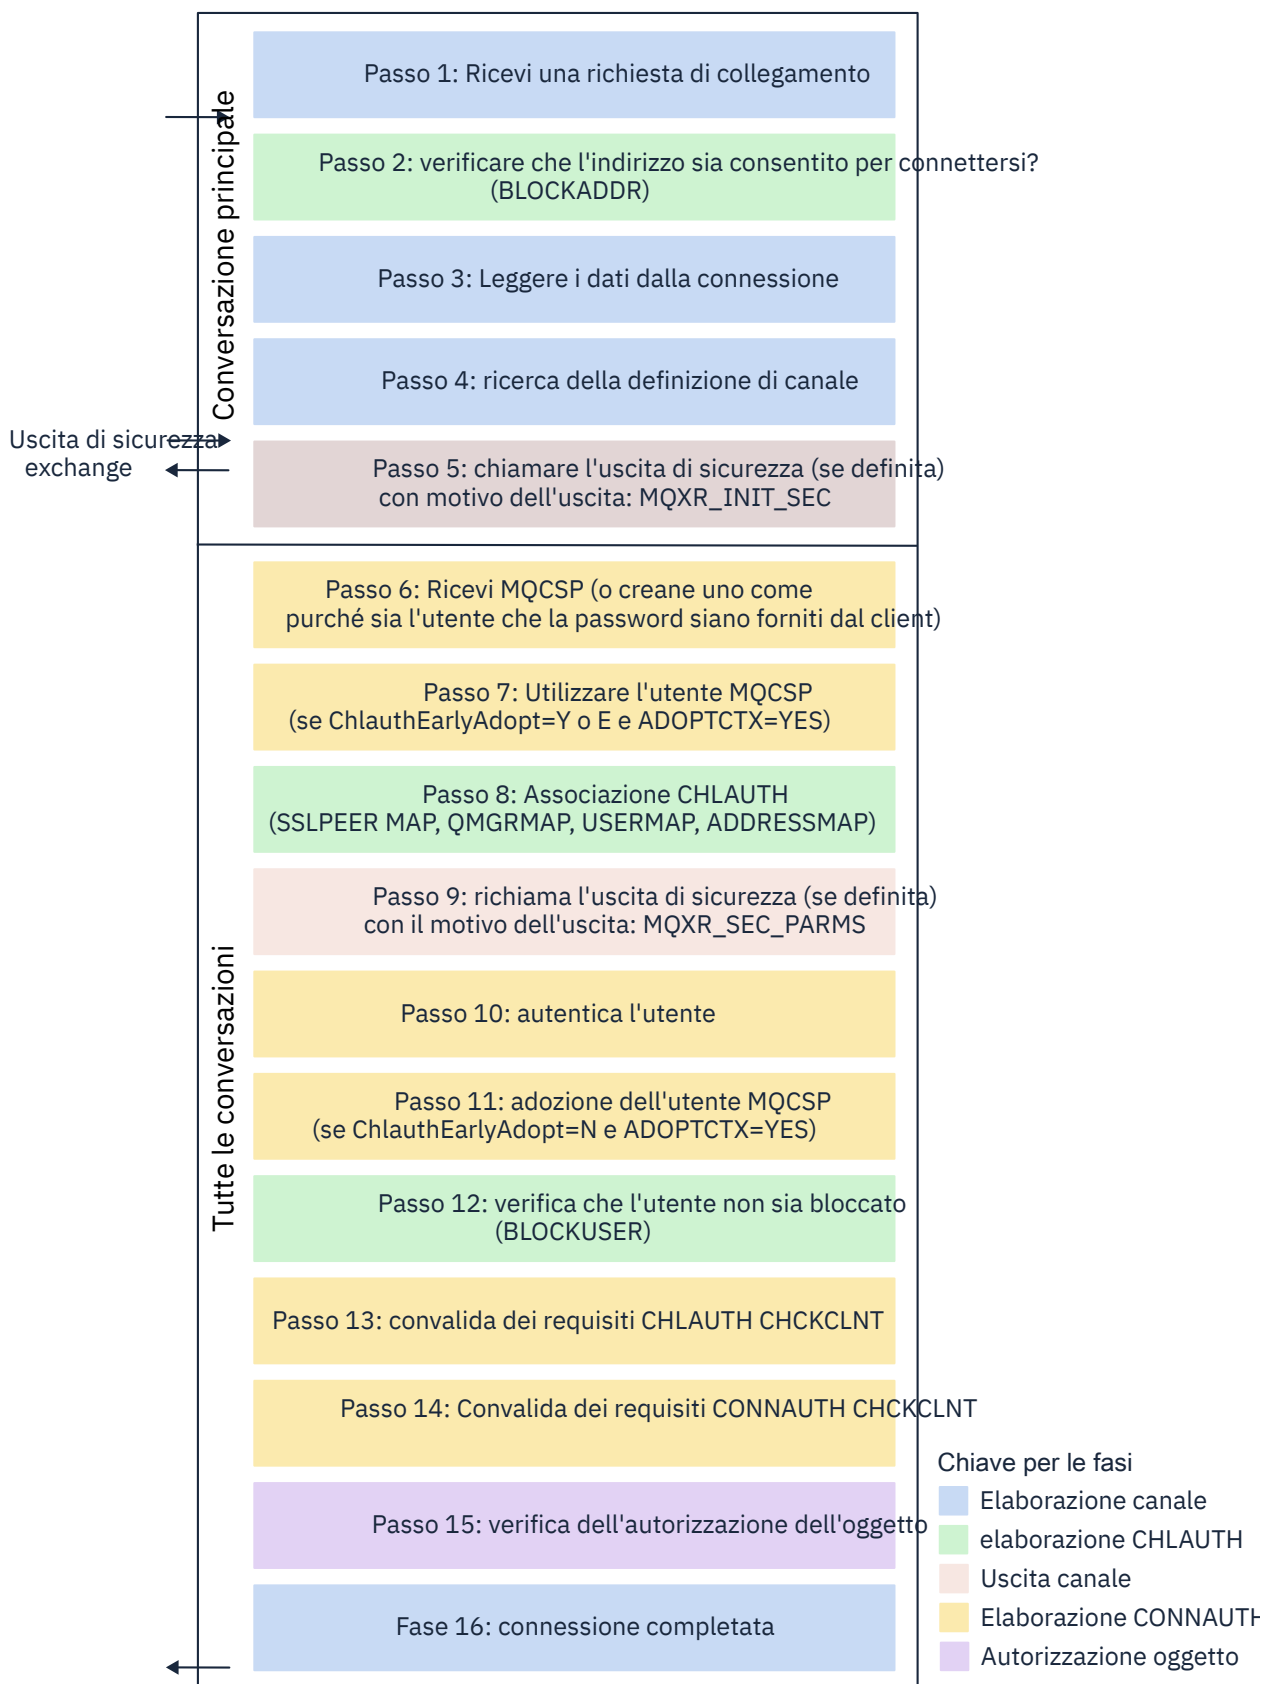 Conversazione principale
Passo 1: Ricevi una richiesta di collegamento
Passo 2: verificare che l'indirizzo sia consentito per connettersi?
(BLOCKADDR)
Passo 3: Leggere i dati dalla connessione
Passo 4: ricerca della definizione di canale
Uscita di sicurezza
exchange
Passo 5: chiamare l'uscita di sicurezza (se definita)
con motivo dell'uscita: MQXR_INIT_SEC
Tutte le conversazioni
Passo 6: Ricevi MQCSP (o creane uno come
purché sia l'utente che la password siano forniti dal client)
Passo 7: Utilizzare l'utente MQCSP
(se ChlauthEarlyAdopt=Y o E e ADOPTCTX=YES)
Passo 8: Associazione CHLAUTH
(SSLPEER MAP, QMGRMAP, USERMAP, ADDRESSMAP)
Passo 9: richiama l'uscita di sicurezza (se definita)
con il motivo dell'uscita: MQXR_SEC_PARMS
Passo 10: autentica l'utente
Passo 11: adozione dell'utente MQCSP
(se ChlauthEarlyAdopt=N e ADOPTCTX=YES)
Passo 12: verifica che l'utente non sia bloccato
(BLOCKUSER)
Passo 13: convalida dei requisiti CHLAUTH CHCKCLNT
Passo 14: Convalida dei requisiti CONNAUTH CHCKCLNT
Passo 15: verifica dell'autorizzazione dell'oggetto
Fase 16: connessione completata
Chiave per le fasi
Elaborazione canale
elaborazione CHLAUTH
Uscita canale
Elaborazione CONNAUTH
Autorizzazione oggetto